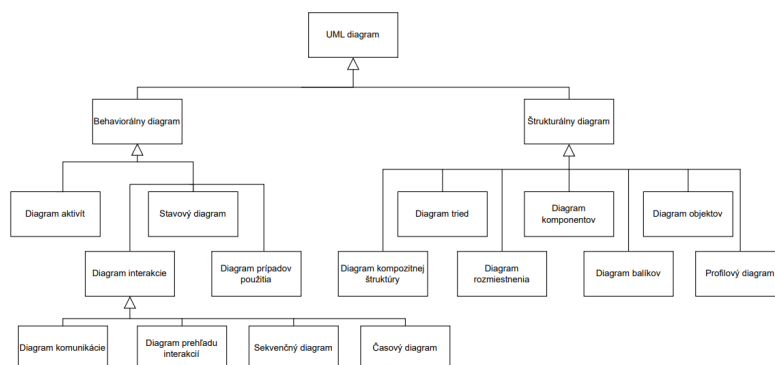 UML diagram
Behaviorálny diagram
Štrukturálny diagram
Diagram aktivít
Stavový diagram
Diagram tried
Diagram
komponentov
Diagram objektov
Diagram interakcie
Diagram prípadov
použitia
Diagram kompozitnej
štruktúry
Diagram
rozmiestnenia
Diagram balíkov
Profilový diagram
Diagram komunikácie
Diagram prehľadu
interakcií
Sekvenčný diagram
Časový diagram